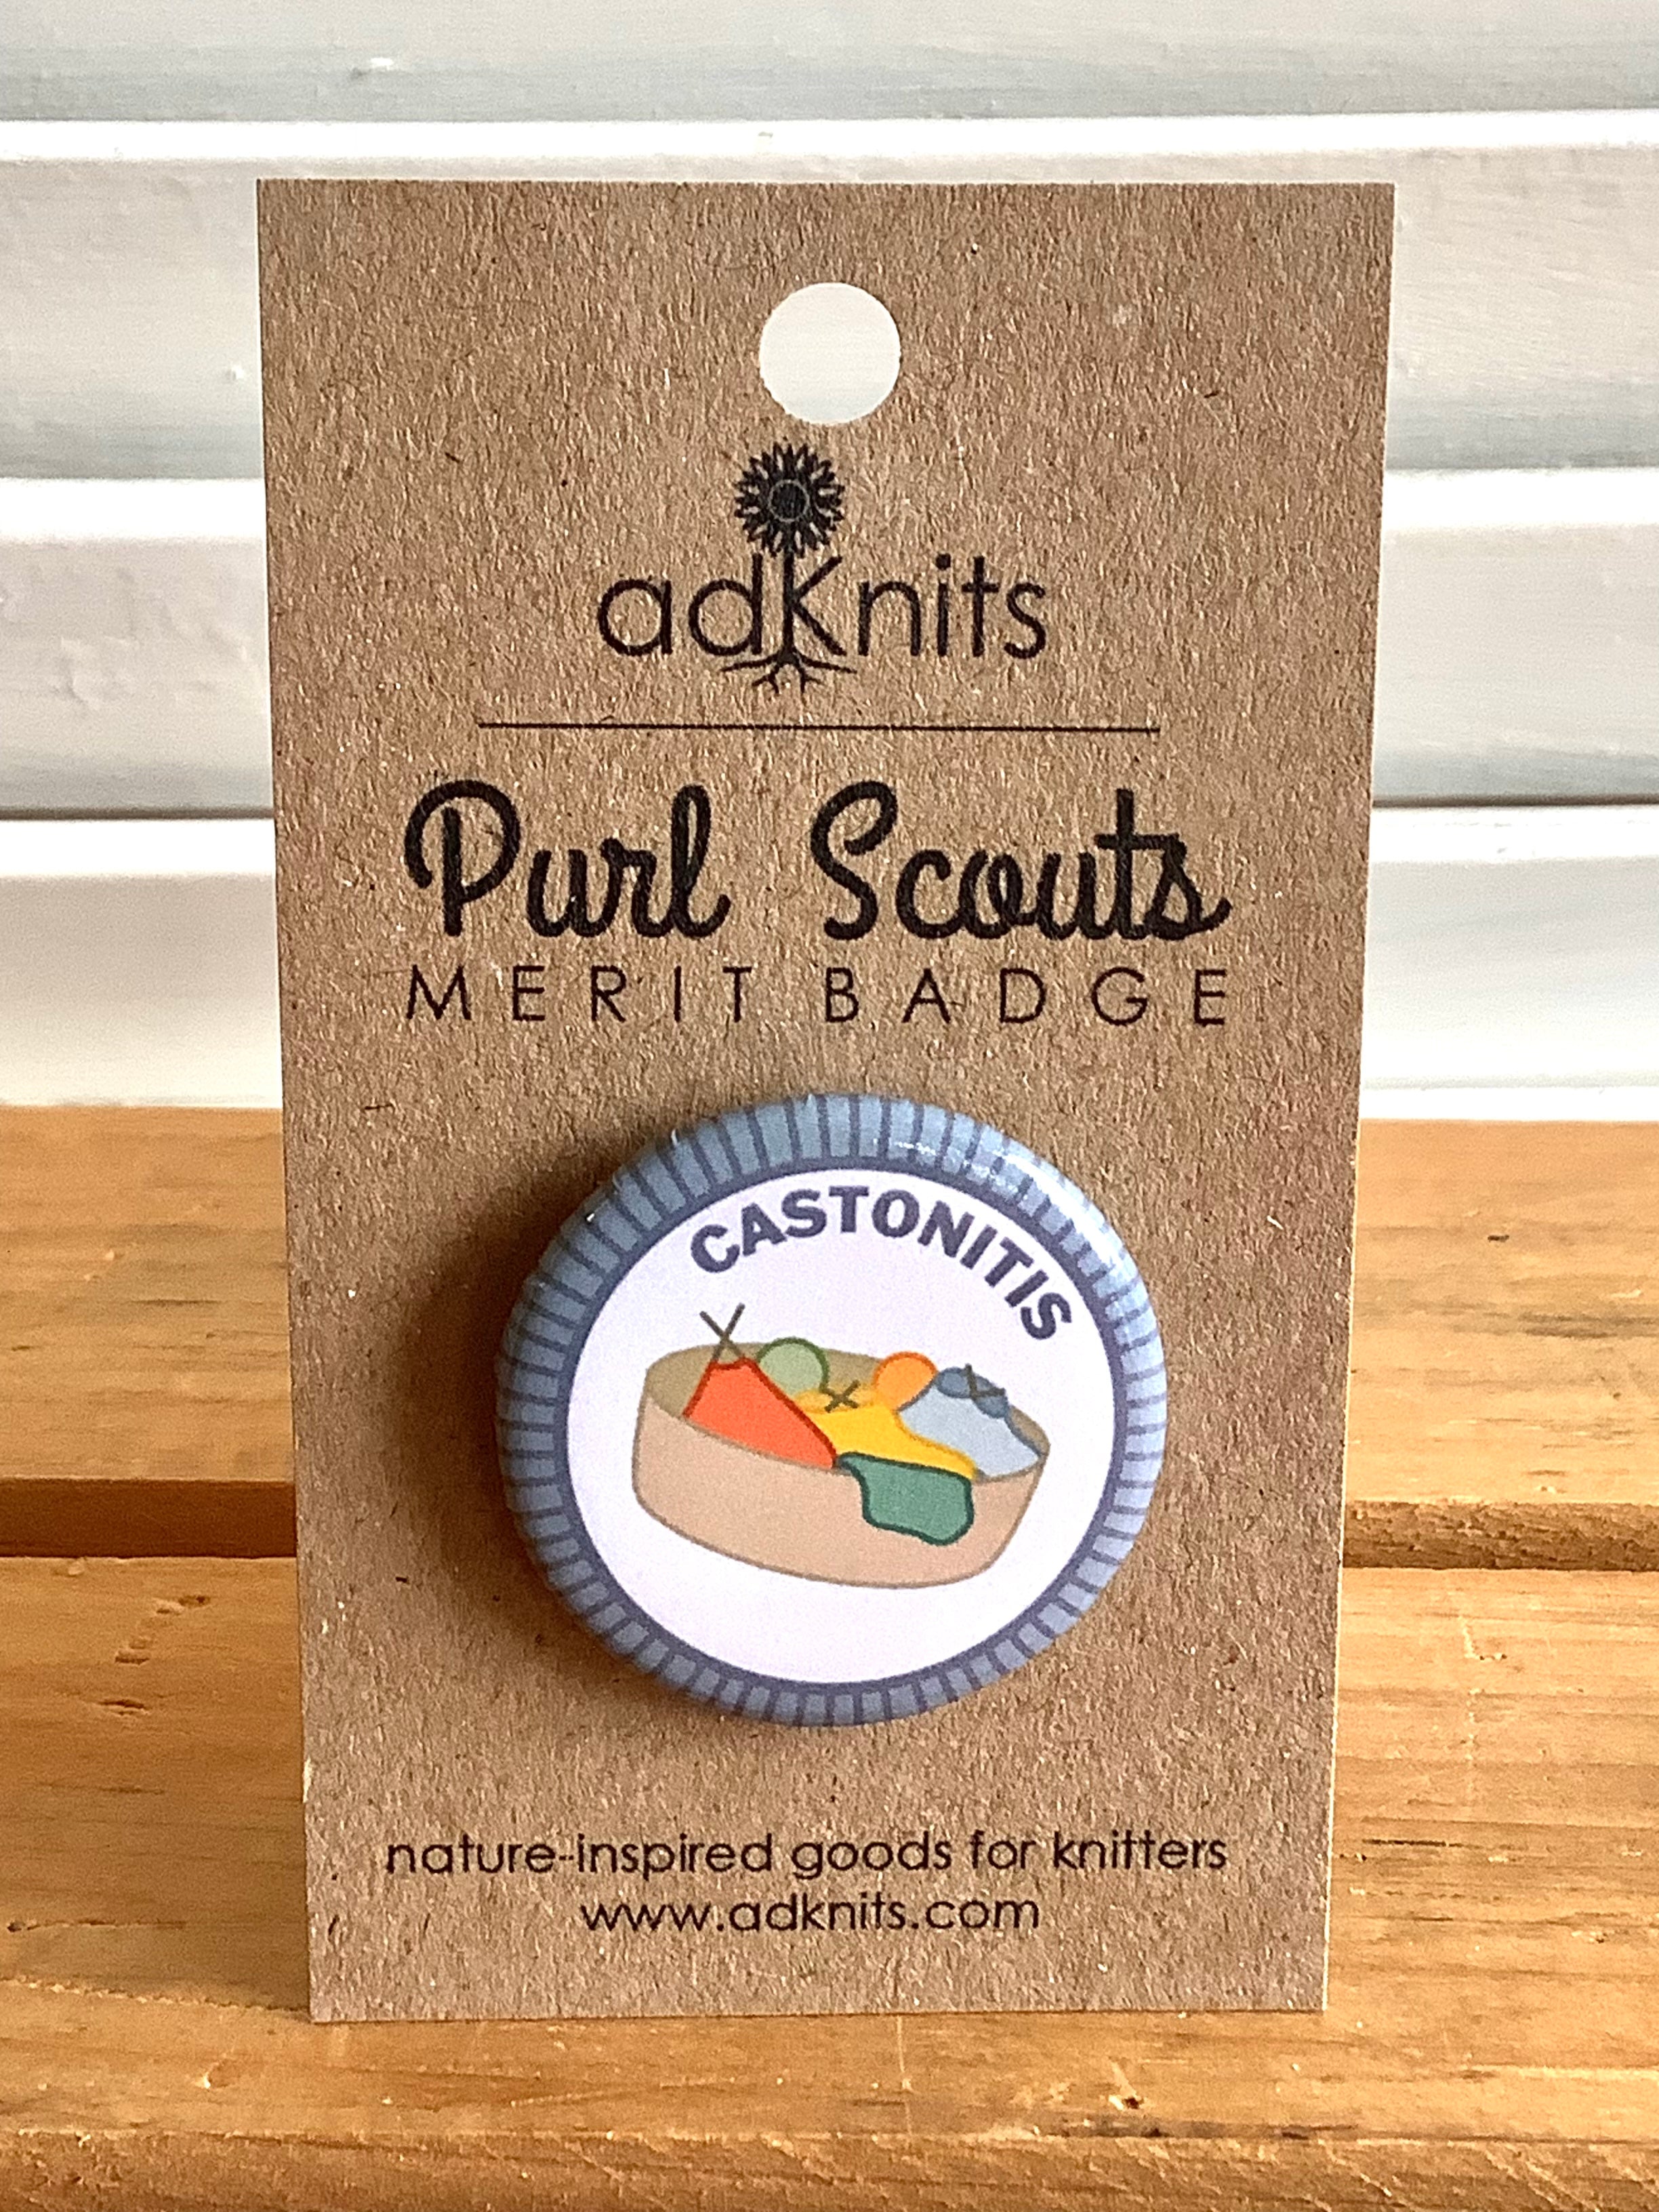 adKnits
Purl Scouts
MERIT BADGE
CASTONITIS
nature-inspired goods for knitters
www.adknits.com